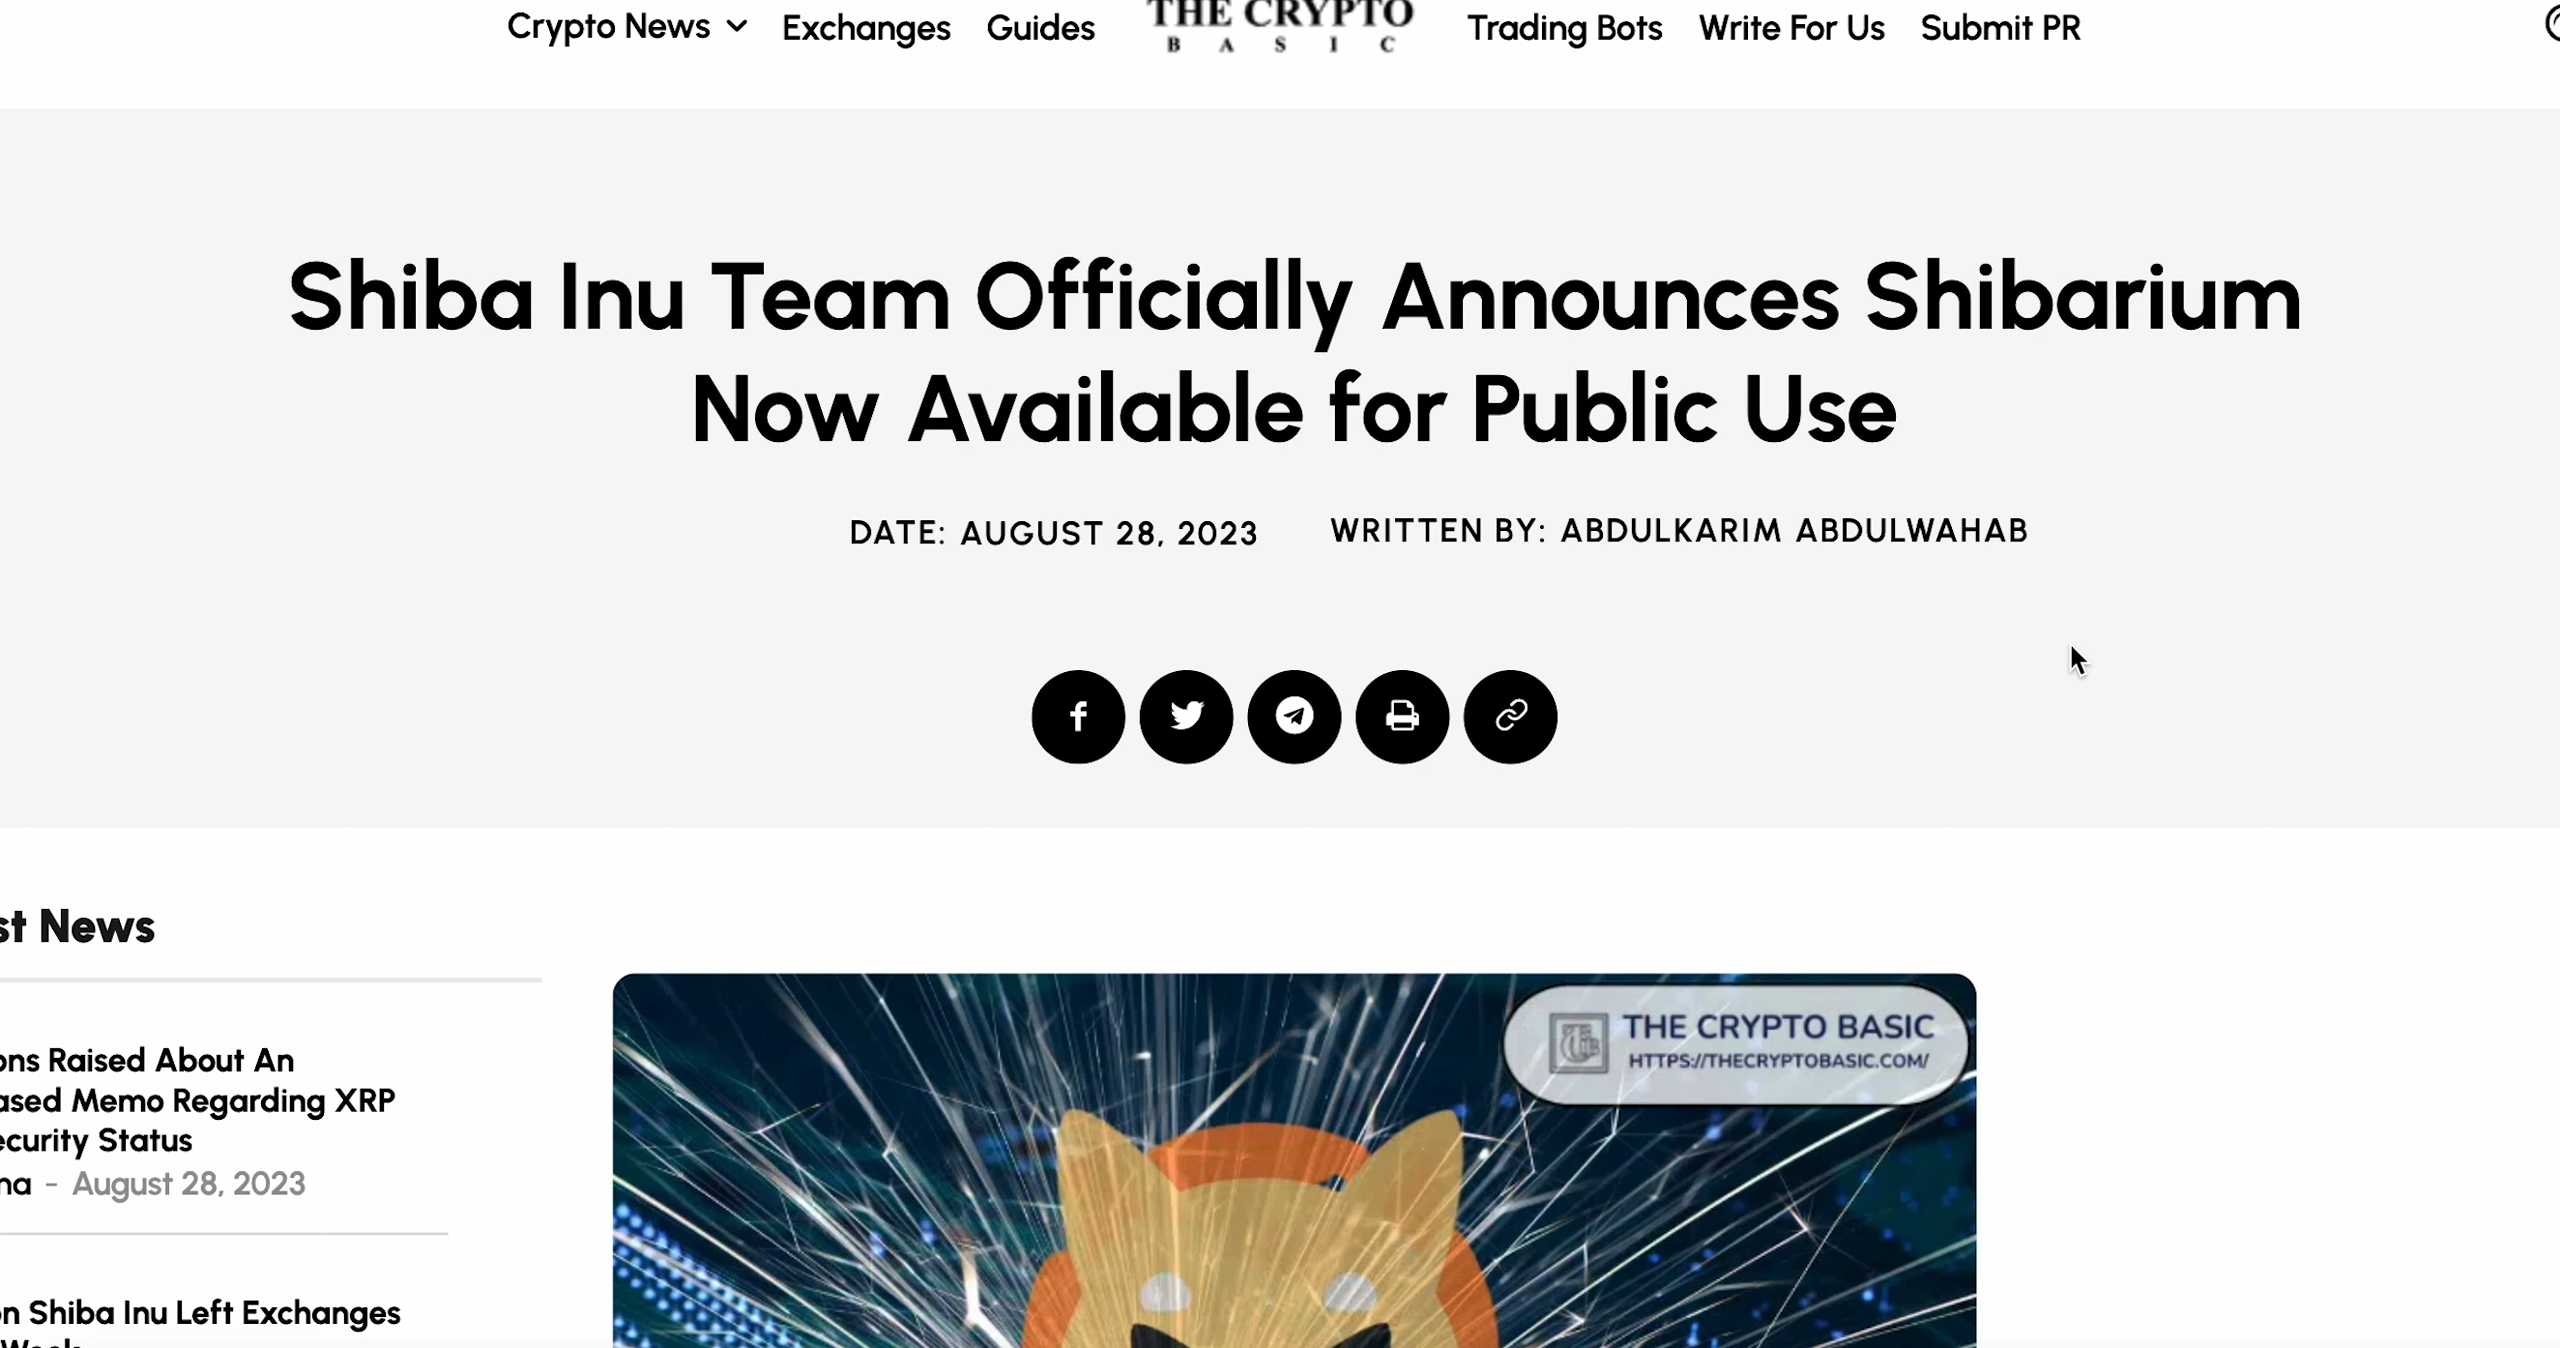 Crypto News Exchanges Guides THE CRYPTO BASIC Trading Bots Write For Us Submit PR
Shiba Inu Team Officially Announces Shibarium
Now Available for Public Use
DATE: AUGUST 28, 2023 WRITTEN BY: ABDULKARIM ABDULWAHAB
st News
THE CRYPTO BASIC
HTTPS://THECRYPTOBASIC.COM/
ons Raised About An
ased Memo Regarding XRP
ecurity Status
na - August 28, 2023
on Shiba Inu Left Exchanges
Week